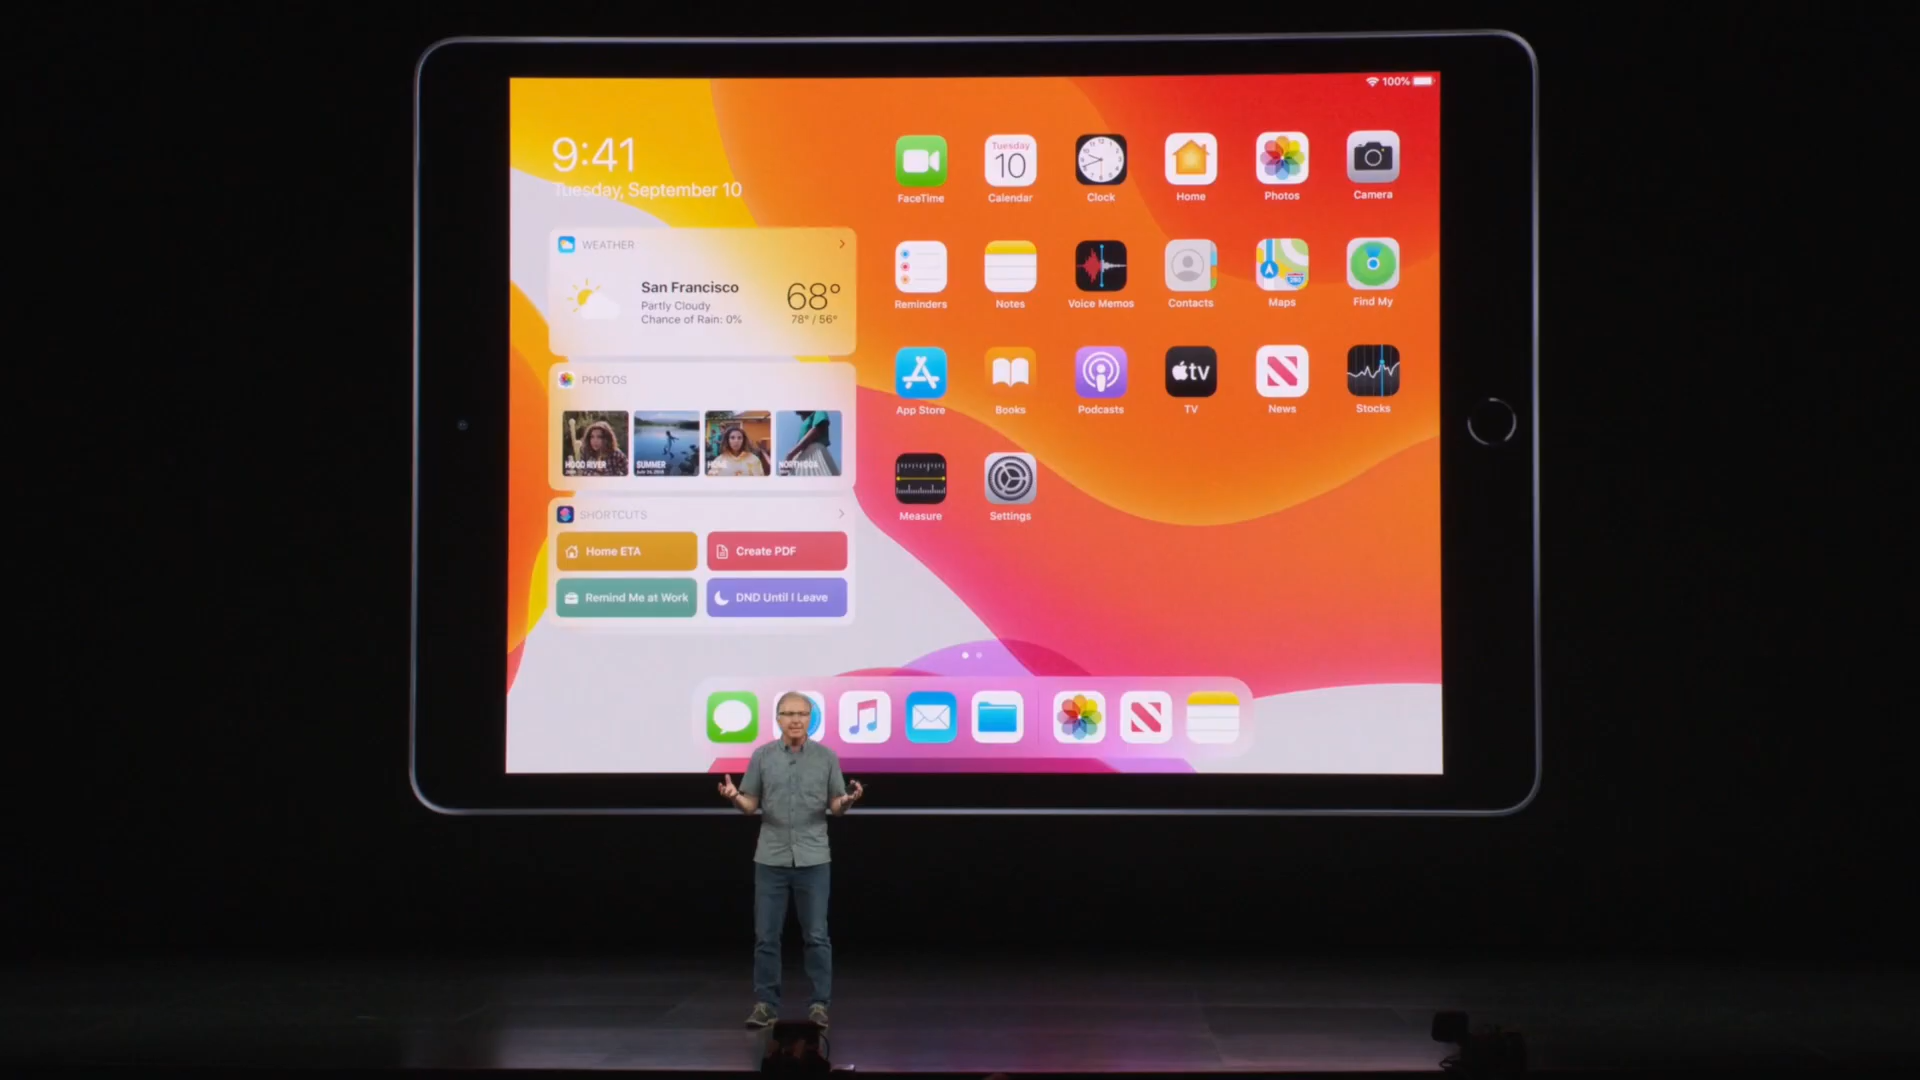 100%
9:41
Tuesday, September 10
WEATHER
San Francisco
Partly Cloudy
Chance of Rain: 0%
68°
78° / 56°
PHOTOS
HOOD RIVER
SUMMER
HOME
SHORTCUTS
Home ETA
Create PDF
Remind Me at Work
DND Until I Leave
Tuesday
10
FaceTime
Calendar
Clock
Home
Photos
Camera
Reminders
Notes
Voice Memos
Contacts
Maps
Find My
tv
App Store
Books
Podcasts
TV
News
Stocks
Measure
Settings